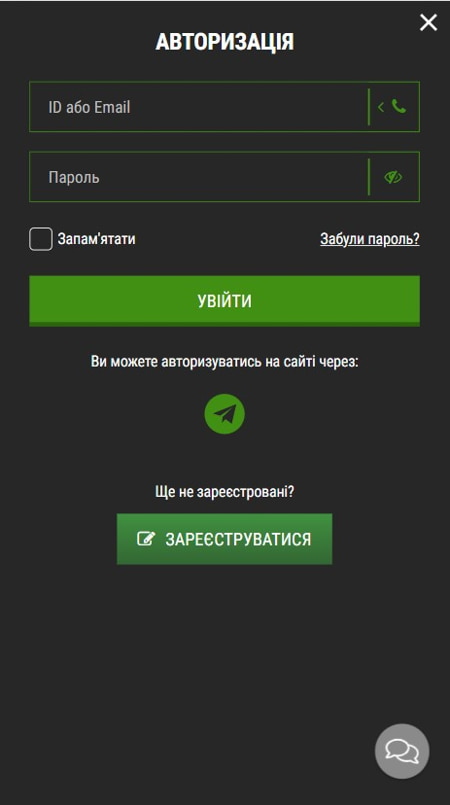 АВТОРИЗАЦІЯ
ID або Email
Пароль
Запам'ятати
Забули пароль?
УВІЙТИ
Ви можете авторизуватись на сайті через:
Ще не зареєстровані?
ЗАРЕЄСТРУВАТИСЯ